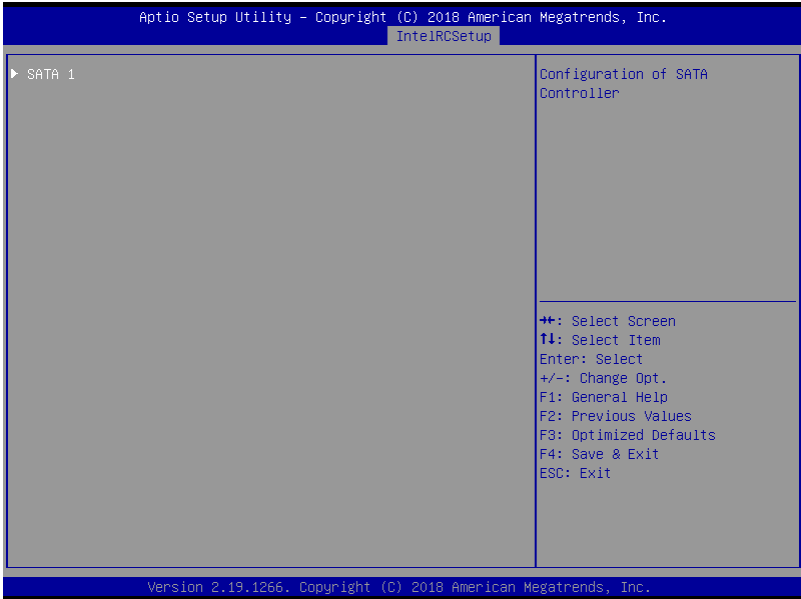 Aptio Setup Utility – Copyright (C) 2018 American Megatrends, Inc.
IntelRCSetup
▶ SATA 1
Configuration of SATA
Controller
→←: Select Screen
↑↓: Select Item
Enter: Select
+/-: Change Opt.
F1: General Help
F2: Previous Values
F3: Optimized Defaults
F4: Save & Exit
ESC: Exit
Version 2.19.1266. Copyright (C) 2018 American Megatrends, Inc.